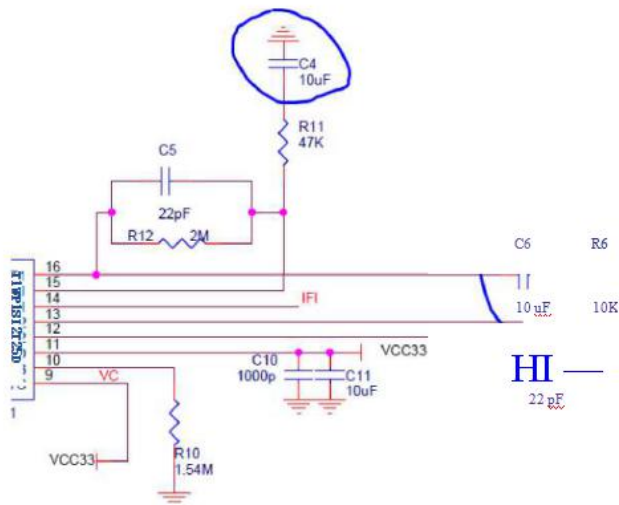 C4
10uF
R11
47K
C5
22pF
R12 2M
C6 R6
16
15
14 IFI
10 uF 10K
13
12
11 VCC33
10 C10
1000p
C11
10uF
9 VC
HI —
22 pF
R10
1.54M
VCC33
1